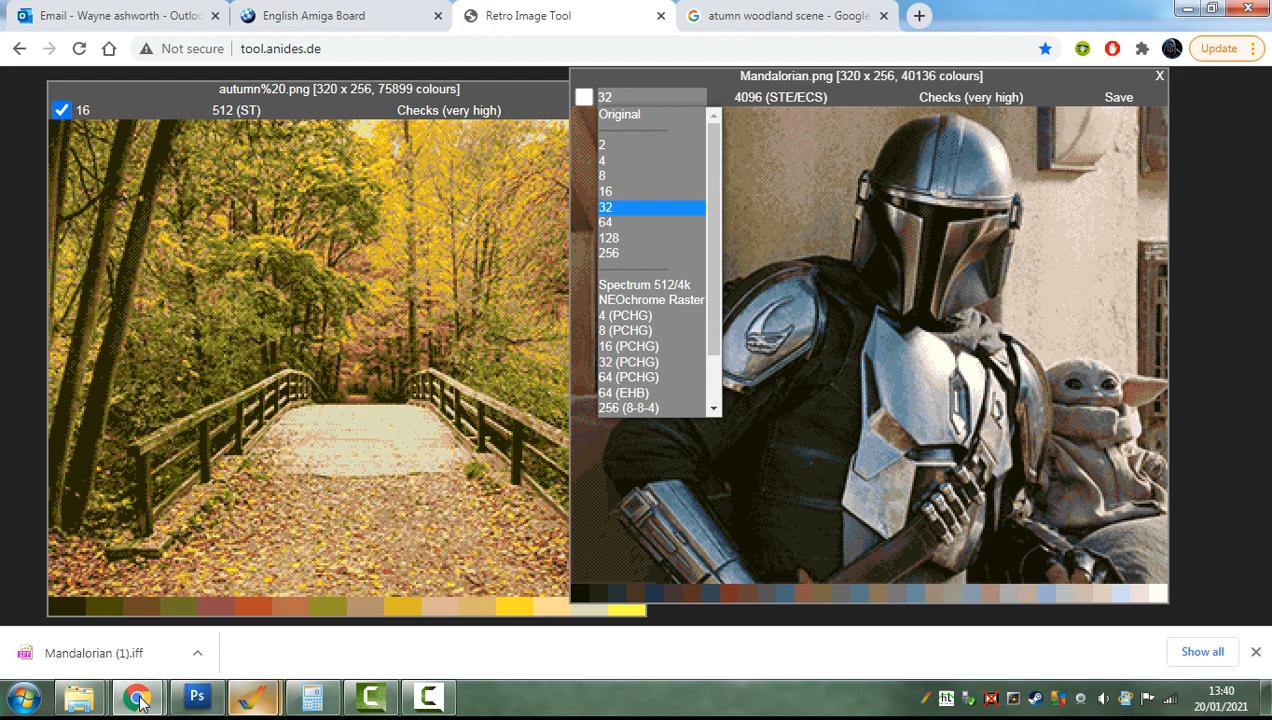 Email - Wayne ashworth - Outloc
English Amiga Board
Retro Image Tool
atumn woodland scene - Google
Not secure
tool.anides.de
Update
autumn%20.png [320 x 256, 75899 colours]
16
512 (ST)
Checks (very high)
Mandalorian.png [320 x 256, 40136 colours]
X
32
4096 (STE/ECS)
Checks (very high)
Save
Original
2
4
8
16
32
64
128
256
Spectrum 512/4k
NEOchrome Raster
4 (PCHG)
8 (PCHG)
16 (PCHG)
32 (PCHG)
64 (PCHG)
64 (EHB)
256 (8-8-4)
IFF
Mandalorian (1).iff
Show all
Ps
13:40
20/01/2021